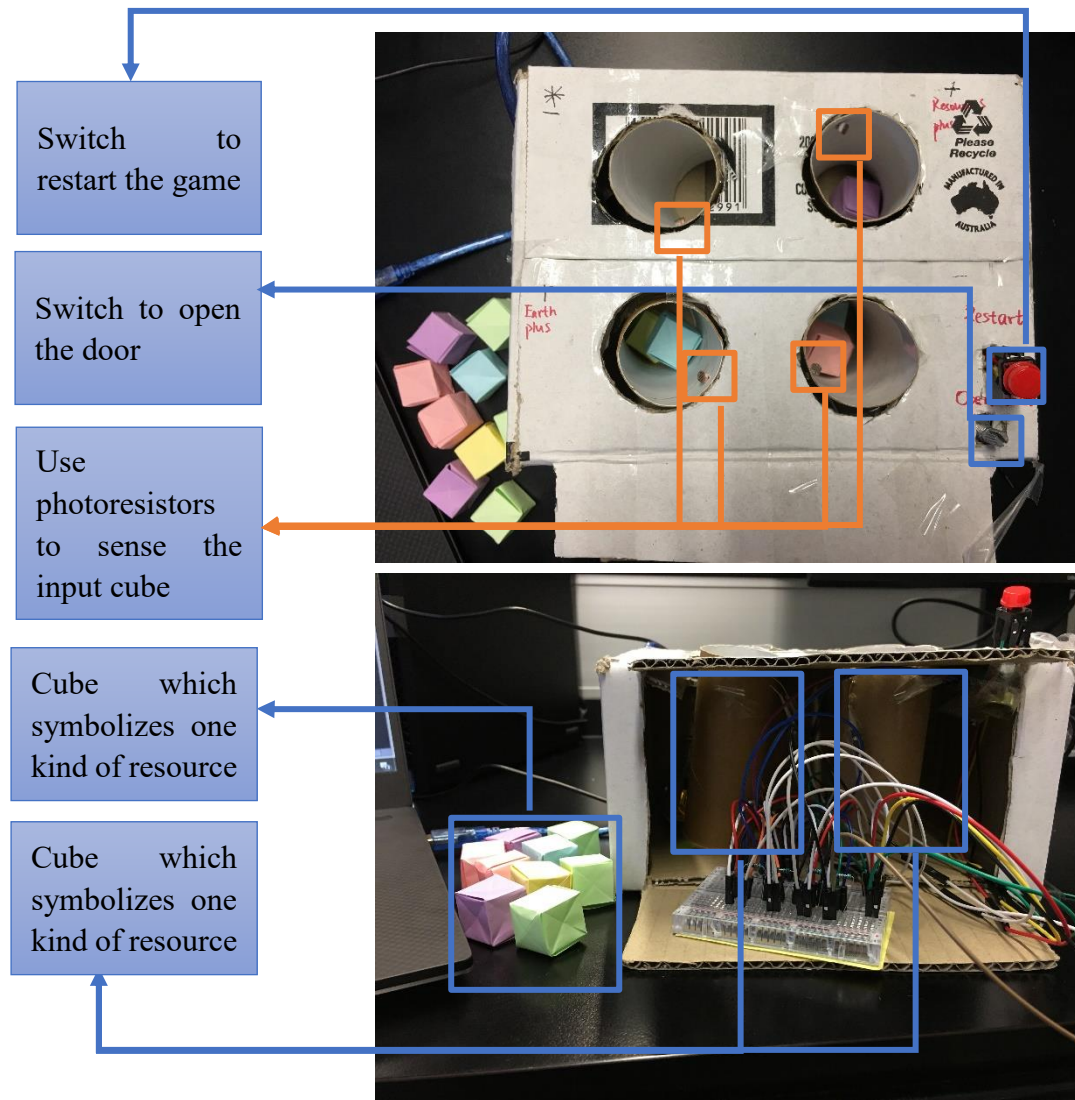 Switch to
restart the game
Switch to open
the door
Use
photoresistors
to sense the
input cube
Cube which
symbolizes one
kind of resource
Cube which
symbolizes one
kind of resource
Please
Recycle
MANUFACTURED IN
AUSTRALIA
plus
2991
Earth
plus
Restart